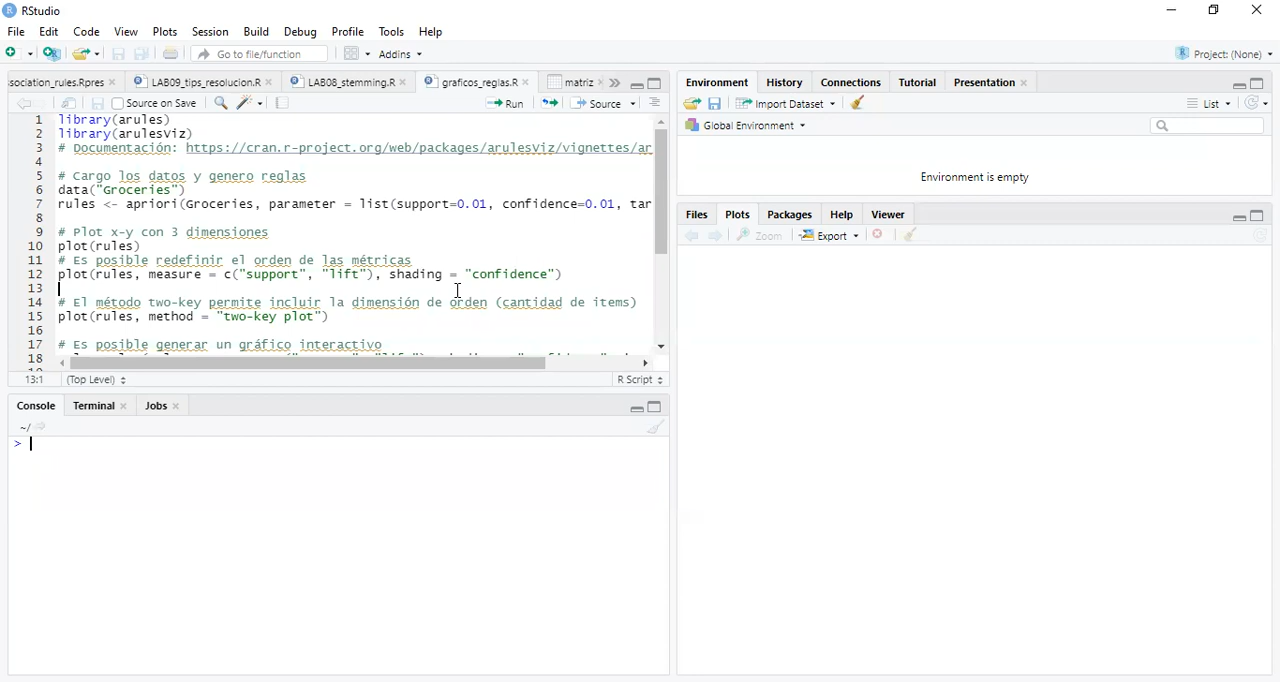 RStudio
File Edit Code View Plots Session Build Debug Profile Tools Help
Go to file/function Addins Project: (None)
sociation_rules.Rpres LAB09_tips_resolucion.R LAB08_stemming.R graficos_reglas.R matriz
Source on Save Run Source
1 library(arules)
2 library(arulesViz)
3 # Documentación: https://cran.r-project.org/web/packages/arulesViz/vignettes/ar
4
5 # Cargo los datos y genero reglas
6 data("Groceries")
7 rules <- apriori(Groceries, parameter = list(support=0.01, confidence=0.01, tar
8
9 # Plot x-y con 3 dimensiones
10 plot(rules)
11 # Es posible redefinir el orden de las métricas
12 plot(rules, measure = c("support", "lift"), shading = "confidence")
13
14 # El método two-key permite incluir la dimensión de orden (cantidad de items)
15 plot(rules, method = "two-key plot")
16
17 # Es posible generar un gráfico interactivo
18
13:1 (Top Level) R Script
Console Terminal Jobs
~/
>
Environment History Connections Tutorial Presentation
Import Dataset List
Global Environment
Environment is empty
Files Plots Packages Help Viewer
Zoom Export